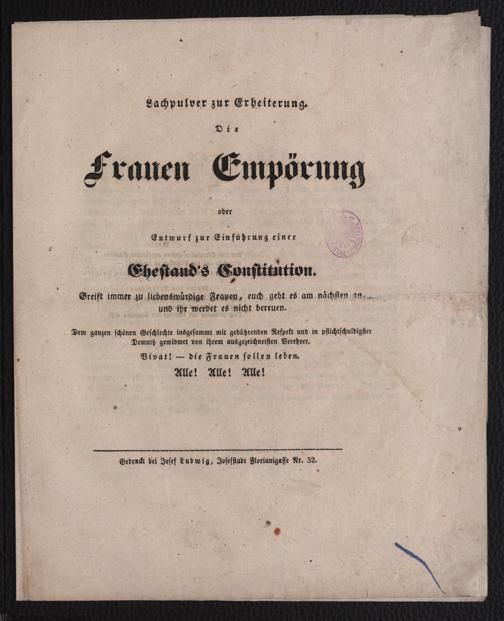 Lachpulver zur Erheiterung.
Die
Frauen Empörung
oder
Entwurf zur Einführung einer
Ehestand's Constitution.
Greift immer zu liebenswürdige Frauen, euch geht es am nächsten an,
und ihr werdet es nicht bereuen.
Dem ganzen schönen Geschlechte insgesammt mit gebührenden Respekt und in pflichtschuldigster
Demuth gewidmet von ihrem ausgezeichneisten Verehrer.
Vivat! — die Frauen sollen leben.
Alle! Alle! Alle!
Gedruckt bei Josef Ludwig, Josefstadt Florianigasse Nr. 52.